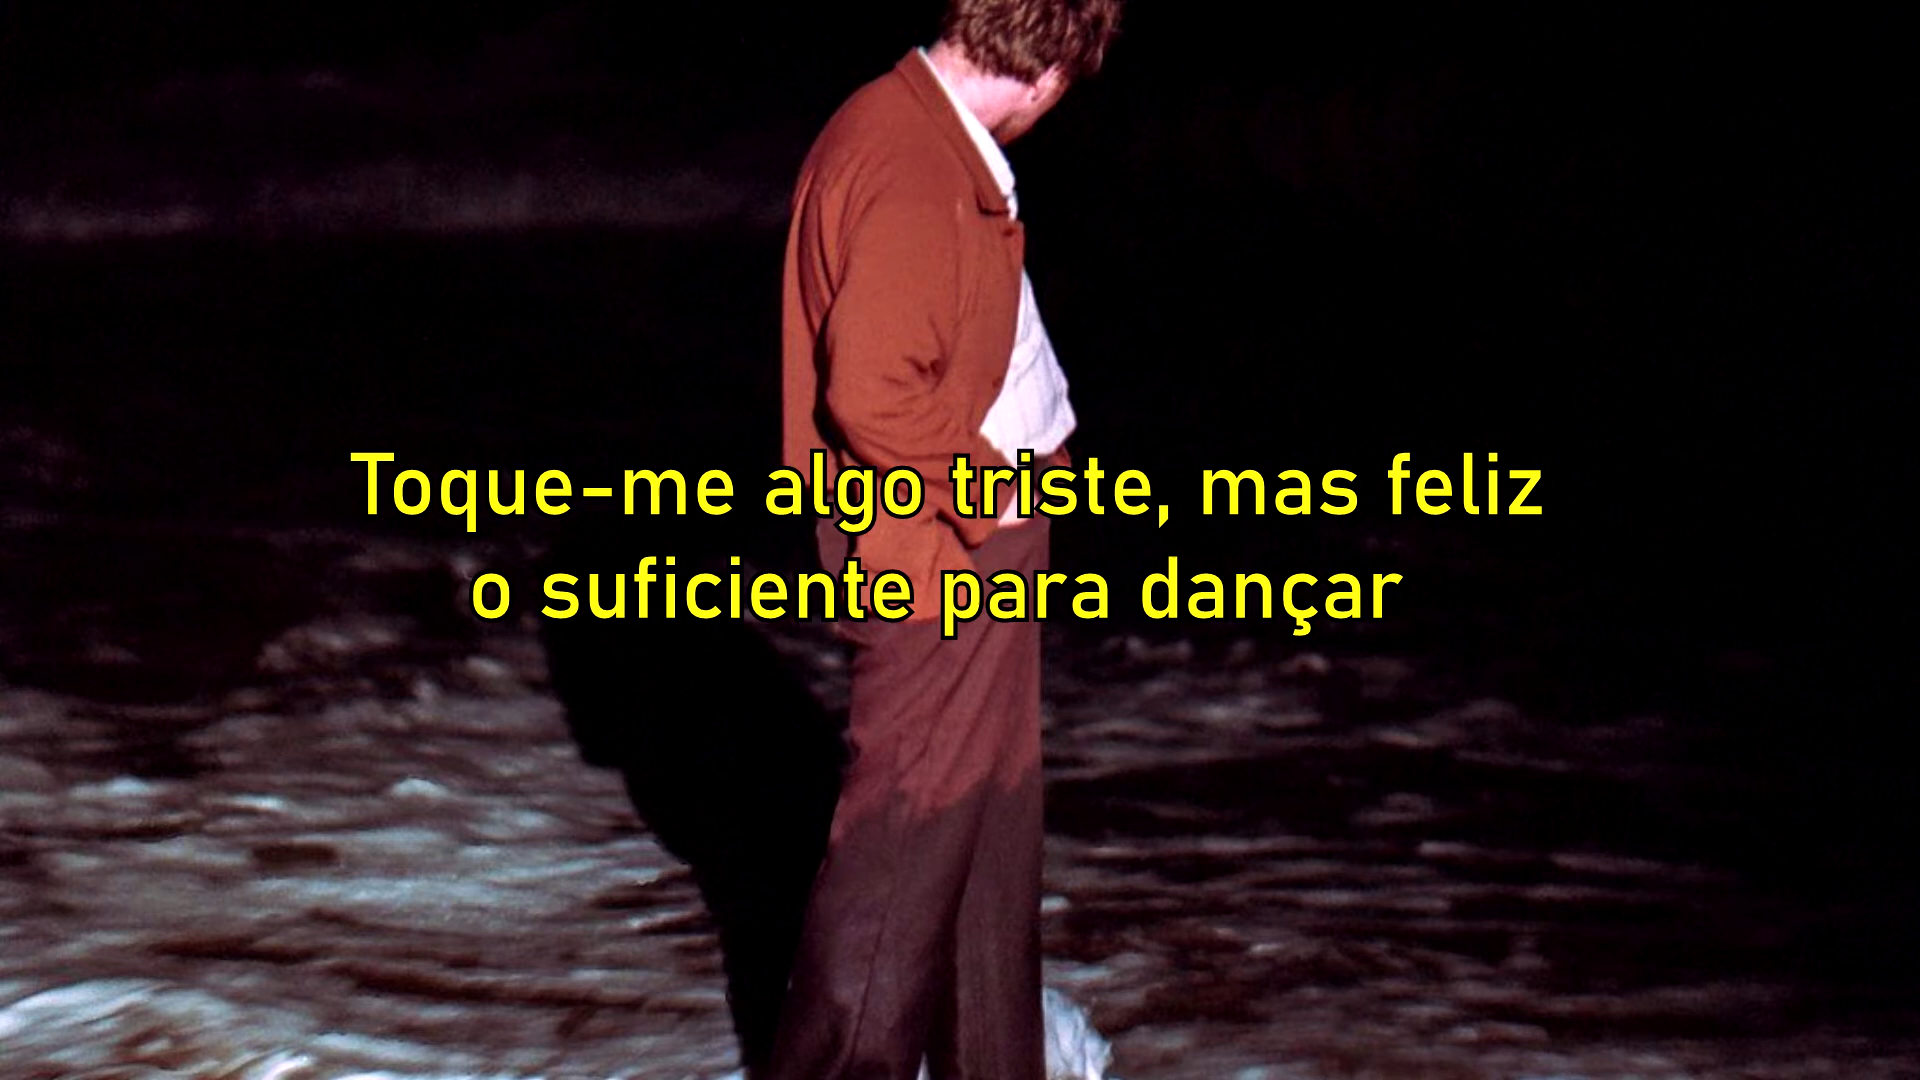 Toque-me algo triste, mas feliz
o suficiente para dançar